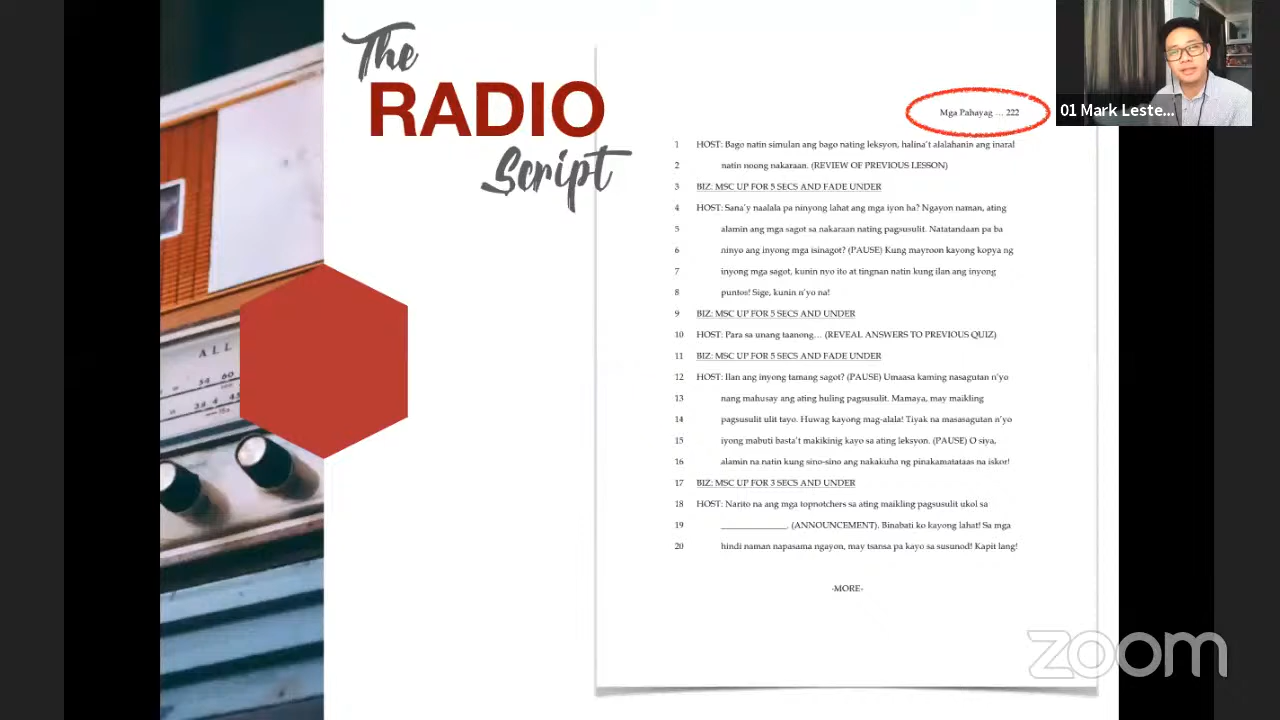 The
RADIO
Script
Mga Pahayag … 222
1 HOST: Bago natin simulan ang bago nating leksyon, halina't alalahanin ang inaral
2 natin noong nakaraan. (REVIEW OF PREVIOUS LESSON)
3 BIZ: MSC UP FOR 5 SECS AND FADE UNDER
4 HOST: Sana'y naalala pa ninyong lahat ang mga iyon ha? Ngayon naman, ating
5 alamin ang mga sagot sa nakaraan nating pagsusulit. Natatandaan pa ba
6 ninyo ang inyong mga isinagot? (PAUSE) Kung mayroon kayong kopya ng
7 inyong mga sagot, kunin nyo ito at tingnan natin kung ilan ang inyong
8 puntos! Sige, kunin n'yo na!
9 BIZ: MSC UP FOR 5 SECS AND UNDER
10 HOST: Para sa unang taanong… (REVEAL ANSWERS TO PREVIOUS QUIZ)
11 BIZ: MSC UP FOR 5 SECS AND FADE UNDER
12 HOST: Ilan ang inyong tamang sagot? (PAUSE) Umaasa kaming nasagutan n'yo
13 nang mahusay ang ating huling pagsusulit. Mamaya, may maikling
14 pagsusulit ulit tayo. Huwag kayong mag-alala! Tiyak na masasagutan n'yo
15 iyong mabuti basta't makikinig kayo sa ating leksyon. (PAUSE) O siya,
16 alamin na natin kung sino-sino ang nakakuha ng pinakamatataas na iskor!
17 BIZ: MSC UP FOR 3 SECS AND UNDER
18 HOST: Narito na ang mga topnotchers sa ating maikling pagsusulit ukol sa
19 _______________. (ANNOUNCEMENT). Binabati ko kayong lahat! Sa mga
20 hindi naman napasama ngayon, may tsansa pa kayo sa susunod! Kapit lang!
-MORE-
01 Mark Leste...
zoom
ALL